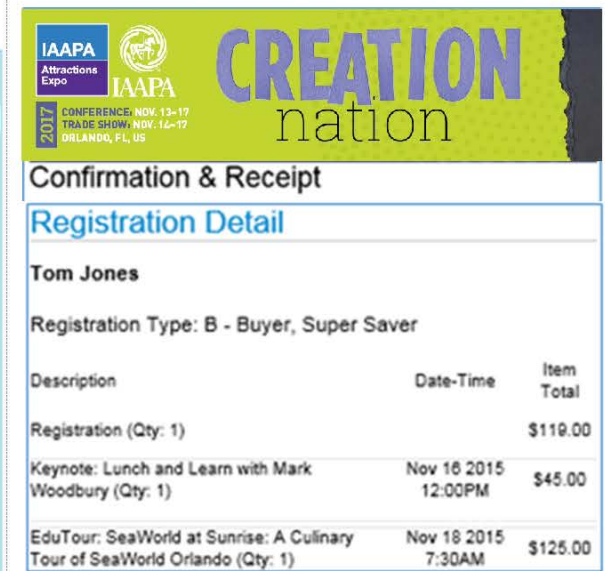 IAAPA
Attractions
Expo
IAAPA
2017
CONFERENCE: NOV. 13–17
TRADE SHOW: NOV. 14–17
ORLANDO, FL, US
CREATION
nation
Confirmation & Receipt
Registration Detail
Tom Jones
Registration Type: B - Buyer, Super Saver
Description Date-Time Item Total
Registration (Qty: 1) $119.00
Keynote: Lunch and Learn with Mark Nov 16 2015 $45.00
Woodbury (Qty: 1) 12:00PM
EduTour: SeaWorld at Sunrise: A Culinary Nov 18 2015 $125.00
Tour of SeaWorld Orlando (Qty: 1) 7:30AM